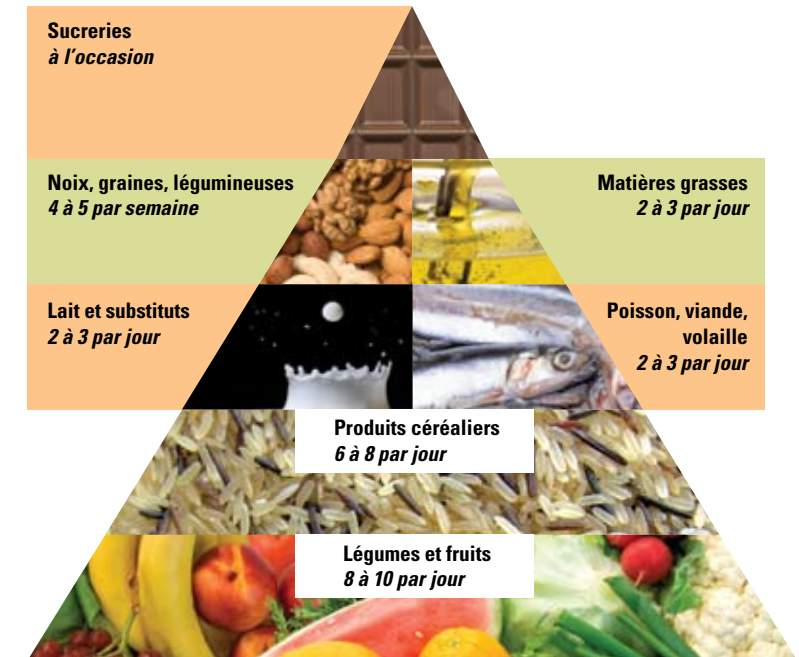 Sucreries
à l’occasion
Noix, graines, légumineuses
4 à 5 par semaine
Matières grasses
2 à 3 par jour
Lait et substituts
2 à 3 par jour
Poisson, viande,
volaille
2 à 3 par jour
Produits céréaliers
6 à 8 par jour
Légumes et fruits
8 à 10 par jour